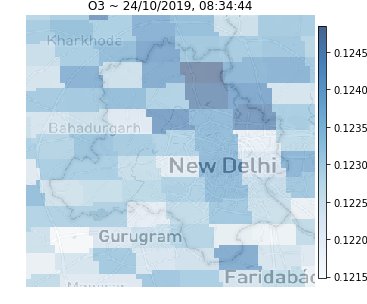 O3 ~ 24/10/2019, 08:34:44
Kharkhoda
0.1245
0.1240
0.1235
Bahadurgarh
0.1230
New Delhi
0.1225
Gurugram
0.1220
Faridabad
0.1215